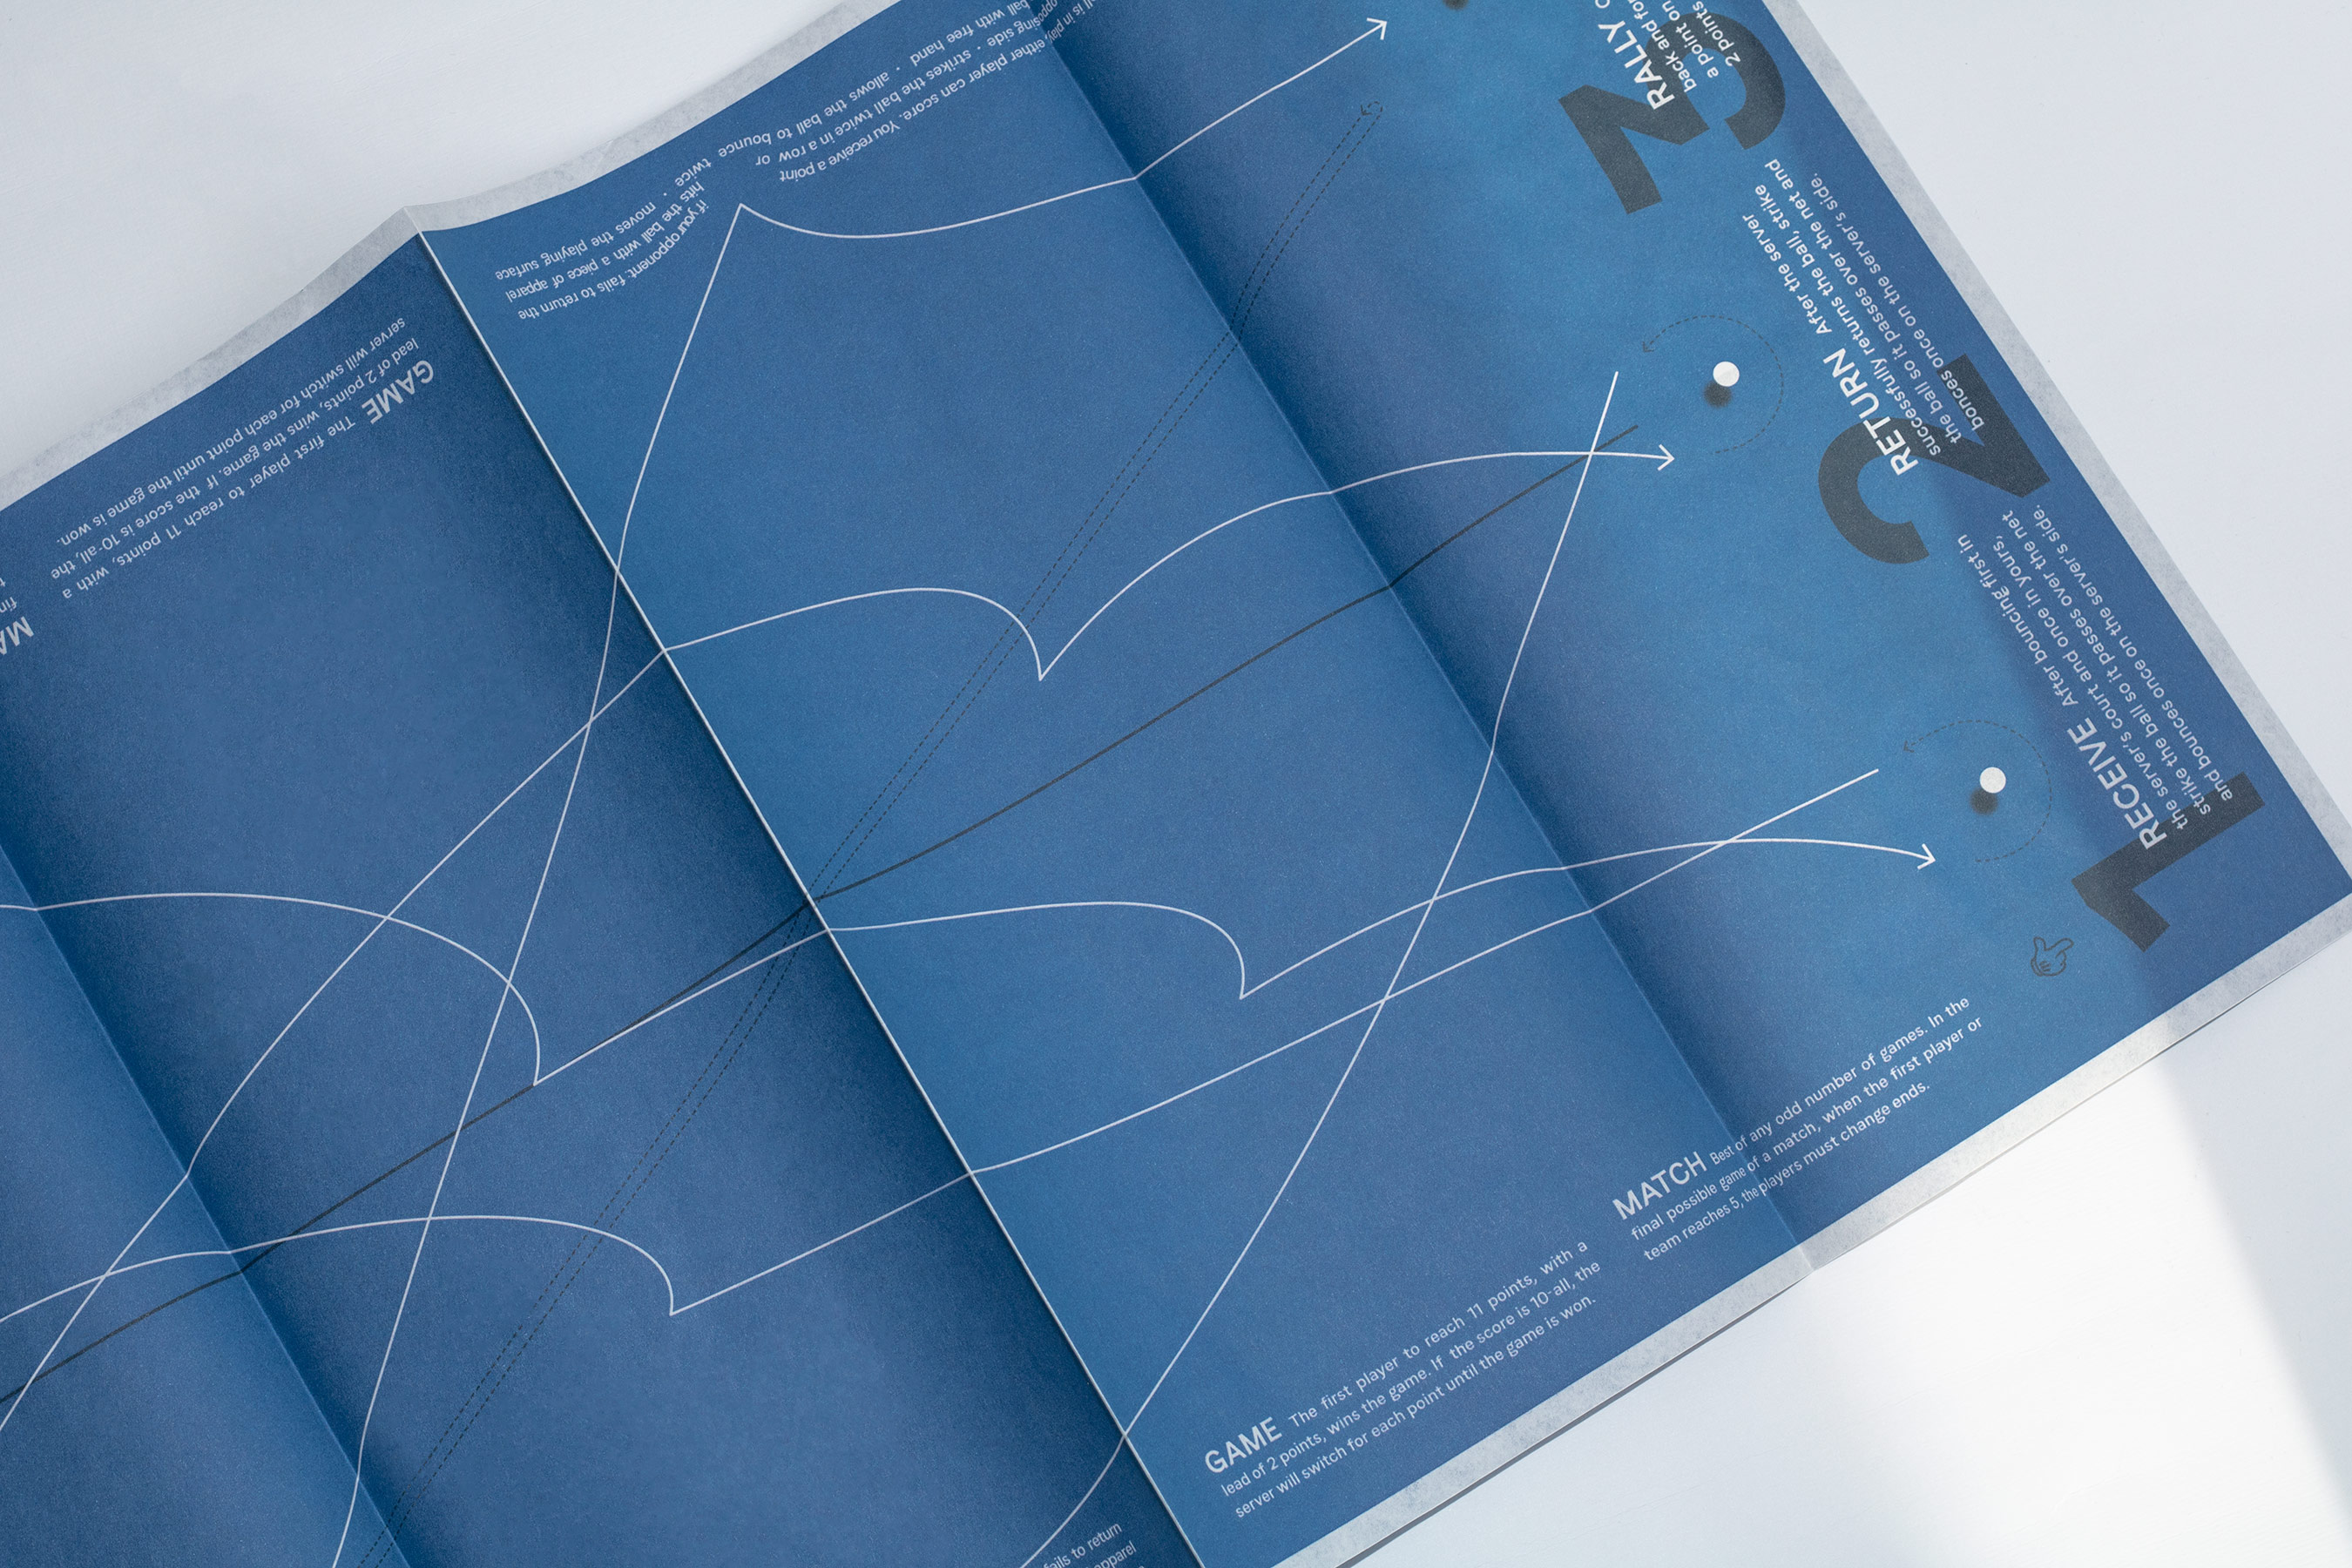 3
RALLY
back and for
a point on
2 points
2
RETURN After the server
successfully returns the ball, strike
the ball so it passes over the net and
bonces once on the server's side.
1
RECEIVE After bouncing first in
the server's court and once in yours,
strike the ball so it passes over the net
and bounces once on the server's side.
MATCH Best of any odd number of games. In the
final possible game of a match, when the first player or
team reaches 5, the players must change ends.
GAME The first player to reach 11 points, with a
lead of 2 points, wins the game. If the score is 10-all, the
server will switch for each point until the game is won.
fails to return
apparel
play, either player can score. You receive a point
if your opponent: fails to return the
opposing side · strikes the ball twice in a row or
hits the ball with a piece of apparel
with free hand · allows the ball to bounce twice · moves the playing surface
GAME The first player to reach 11 points, with a
lead of 2 points, wins the game. If the score is 10-all, the
server will switch for each point until the game is won.
MA
fin
t